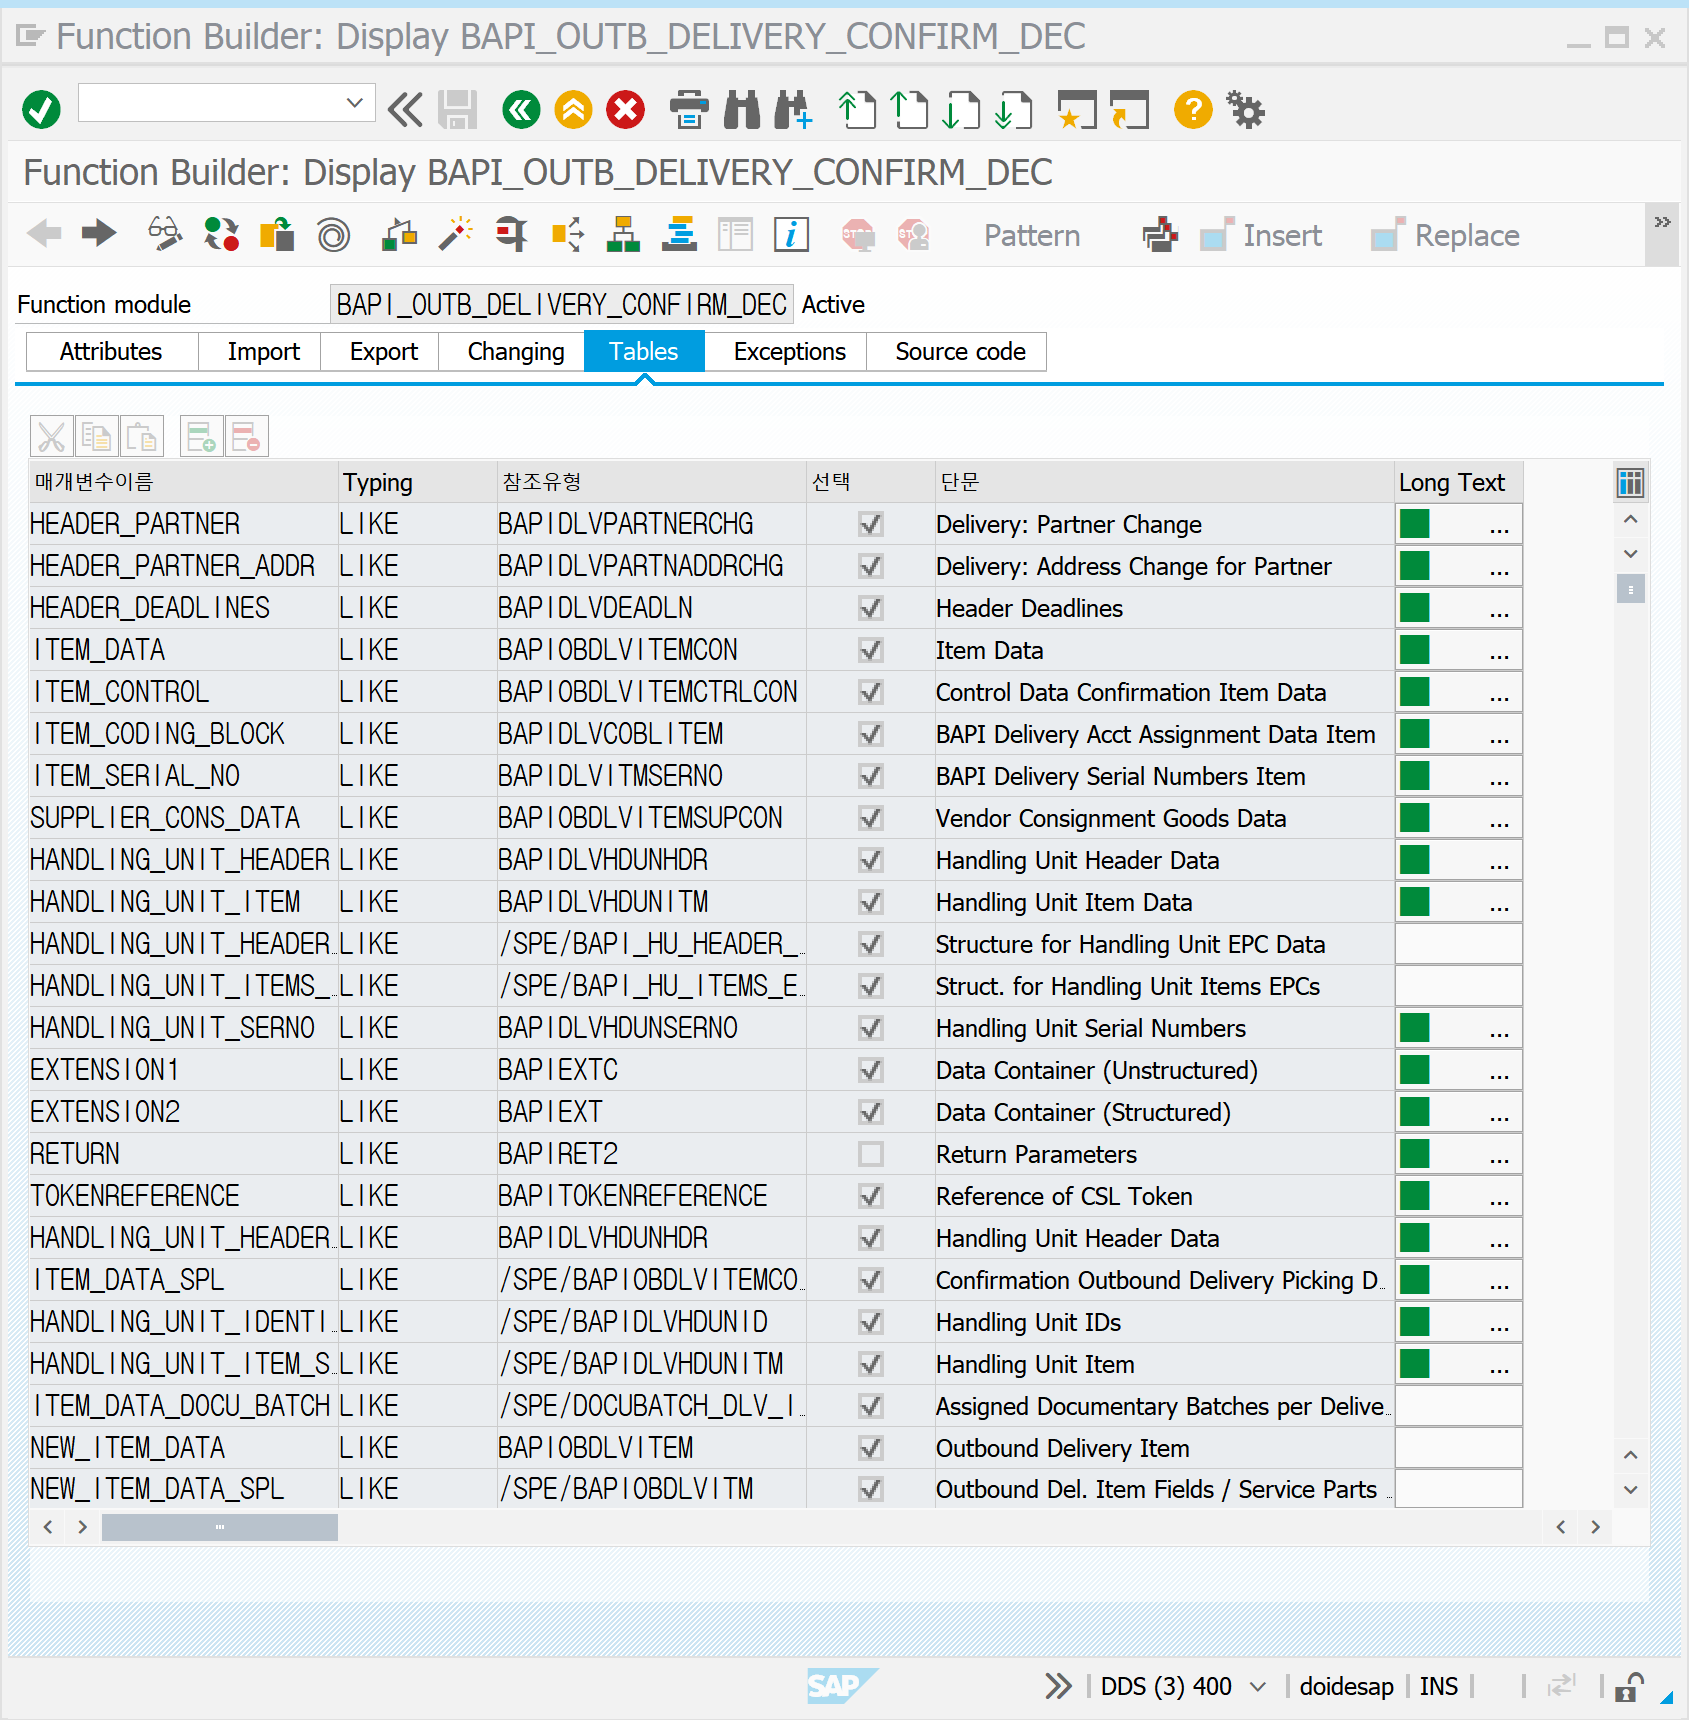 Function Builder: Display BAPI_OUTB_DELIVERY_CONFIRM_DEC
Function Builder: Display BAPI_OUTB_DELIVERY_CONFIRM_DEC
Pattern Insert Replace
Function module BAPI_OUTB_DELIVERY_CONFIRM_DEC Active
Attributes Import Export Changing Tables Exceptions Source code
매개변수이름 Typing 참조유형 선택 단문 Long Text
HEADER_PARTNER LIKE BAPIDLVPARTNERCHG Delivery: Partner Change ...
HEADER_PARTNER_ADDR LIKE BAPIDLVPARTNADDRCHG Delivery: Address Change for Partner ...
HEADER_DEADLINES LIKE BAPIDLVDEADLN Header Deadlines ...
ITEM_DATA LIKE BAPIOBDLVITEMCON Item Data ...
ITEM_CONTROL LIKE BAPIOBDLVITEMCTRLCON Control Data Confirmation Item Data ...
ITEM_CODING_BLOCK LIKE BAPIDLVCOBLITEM BAPI Delivery Acct Assignment Data Item ...
ITEM_SERIAL_NO LIKE BAPIDLVITMSERNO BAPI Delivery Serial Numbers Item ...
SUPPLIER_CONS_DATA LIKE BAPIOBDLVITEMSUPCON Vendor Consignment Goods Data ...
HANDLING_UNIT_HEADER LIKE BAPIDLVHDUNHDR Handling Unit Header Data ...
HANDLING_UNIT_ITEM LIKE BAPIDLVHDUNITM Handling Unit Item Data ...
HANDLING_UNIT_HEADER… LIKE /SPE/BAPI_HU_HEADER_… Structure for Handling Unit EPC Data
HANDLING_UNIT_ITEMS_… LIKE /SPE/BAPI_HU_ITEMS_E… Struct. for Handling Unit Items EPCs
HANDLING_UNIT_SERNO LIKE BAPIDLVHDUNSERNO Handling Unit Serial Numbers ...
EXTENSION1 LIKE BAPIEXTC Data Container (Unstructured) ...
EXTENSION2 LIKE BAPIEXT Data Container (Structured) ...
RETURN LIKE BAPIRET2 Return Parameters ...
TOKENREFERENCE LIKE BAPITOKENREFERENCE Reference of CSL Token ...
HANDLING_UNIT_HEADER… LIKE BAPIDLVHDUNHDR Handling Unit Header Data ...
ITEM_DATA_SPL LIKE /SPE/BAPIOBDLVITEMCO… Confirmation Outbound Delivery Picking D… ...
HANDLING_UNIT_IDENTI… LIKE /SPE/BAPIDLVHDUNID Handling Unit IDs ...
HANDLING_UNIT_ITEM_S… LIKE /SPE/BAPIDLVHDUNITM Handling Unit Item ...
ITEM_DATA_DOCU_BATCH LIKE /SPE/DOCUBATCH_DLV_I… Assigned Documentary Batches per Delive…
NEW_ITEM_DATA LIKE BAPIOBDLVITEM Outbound Delivery Item
NEW_ITEM_DATA_SPL LIKE /SPE/BAPIOBDLVITM Outbound Del. Item Fields / Service Parts …
SAP DDS (3) 400 doidesap INS